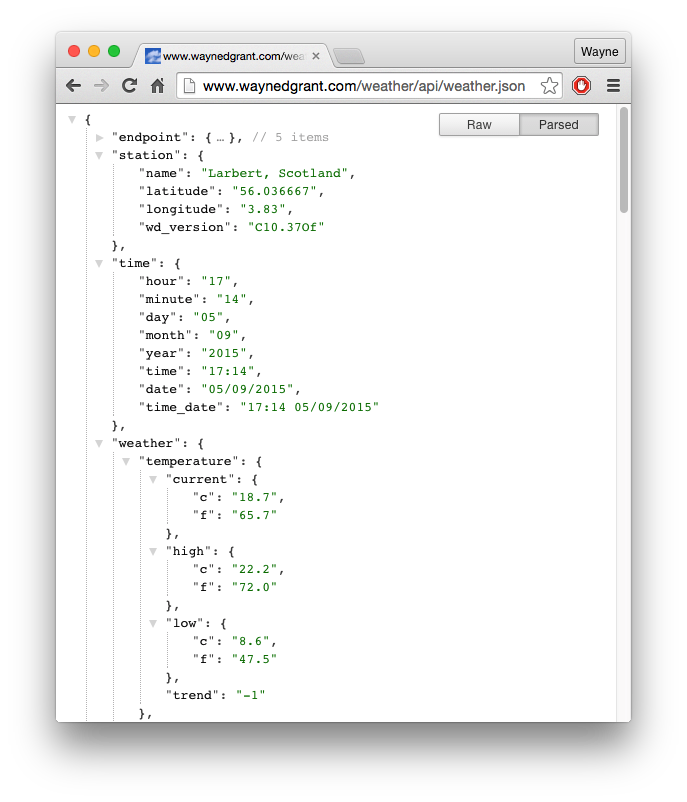 www.waynedgrant.com/wea
Wayne
www.waynedgrant.com/weather/api/weather.json
Raw
Parsed
{
"endpoint": { … }, // 5 items
"station": {
"name": "Larbert, Scotland",
"latitude": "56.036667",
"longitude": "3.83",
"wd_version": "C10.37Of"
},
"time": {
"hour": "17",
"minute": "14",
"day": "05",
"month": "09",
"year": "2015",
"time": "17:14",
"date": "05/09/2015",
"time_date": "17:14 05/09/2015"
},
"weather": {
"temperature": {
"current": {
"c": "18.7",
"f": "65.7"
},
"high": {
"c": "22.2",
"f": "72.0"
},
"low": {
"c": "8.6",
"f": "47.5"
},
"trend": "-1"
},